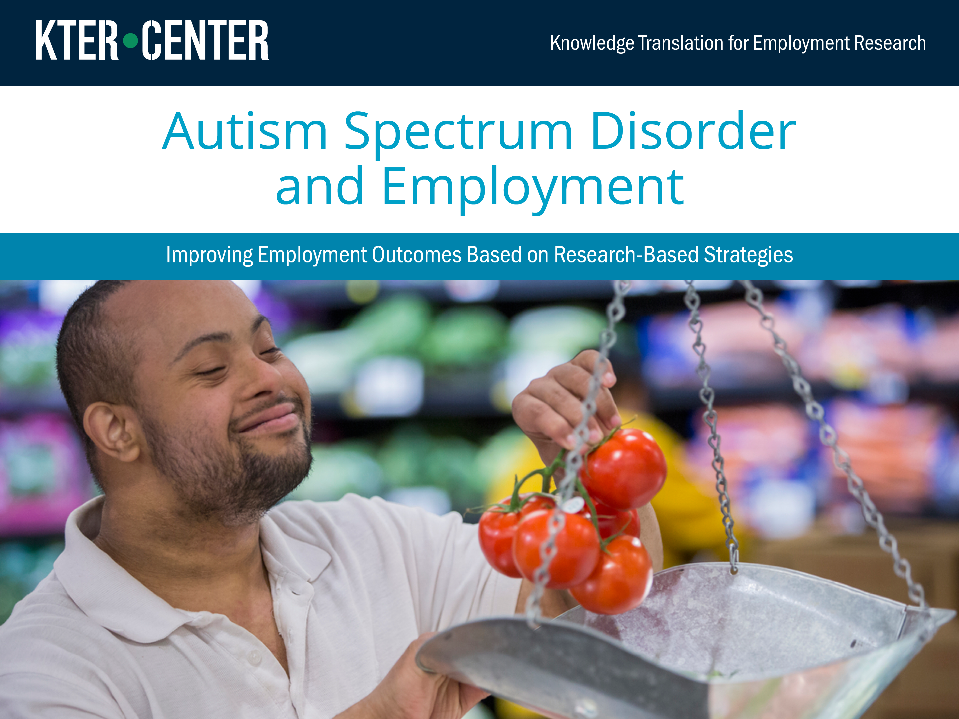 KTER•CENTER
Knowledge Translation for Employment Research
Autism Spectrum Disorder
and Employment
Improving Employment Outcomes Based on Research-Based Strategies